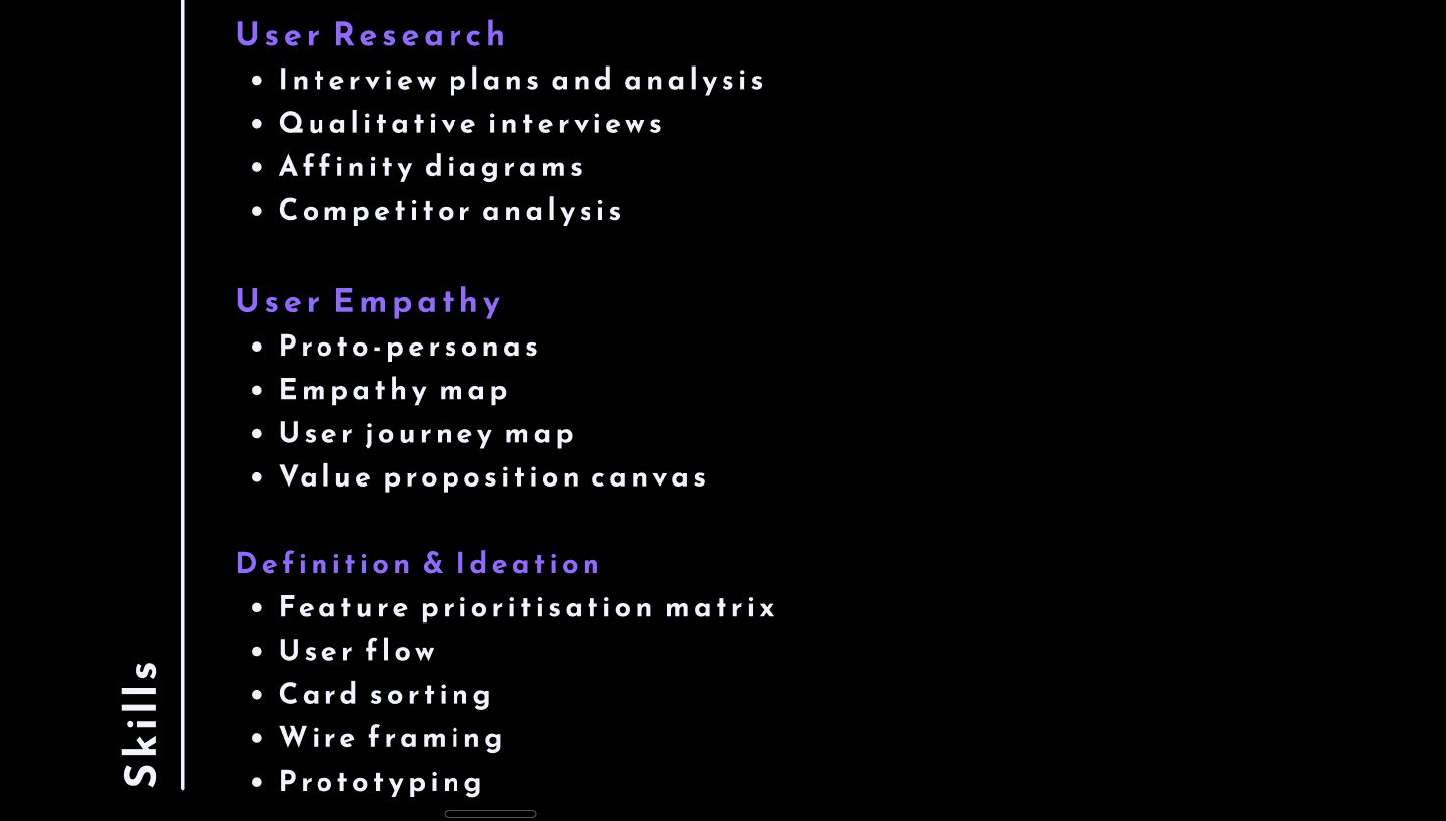 User Research
• Interview plans and analysis
• Qualitative interviews
• Affinity diagrams
• Competitor analysis
User Empathy
• Proto-personas
• Empathy map
• User journey map
• Value proposition canvas
Definition & Ideation
• Feature prioritisation matrix
• User flow
• Card sorting
• Wire framing
• Prototyping
Skills